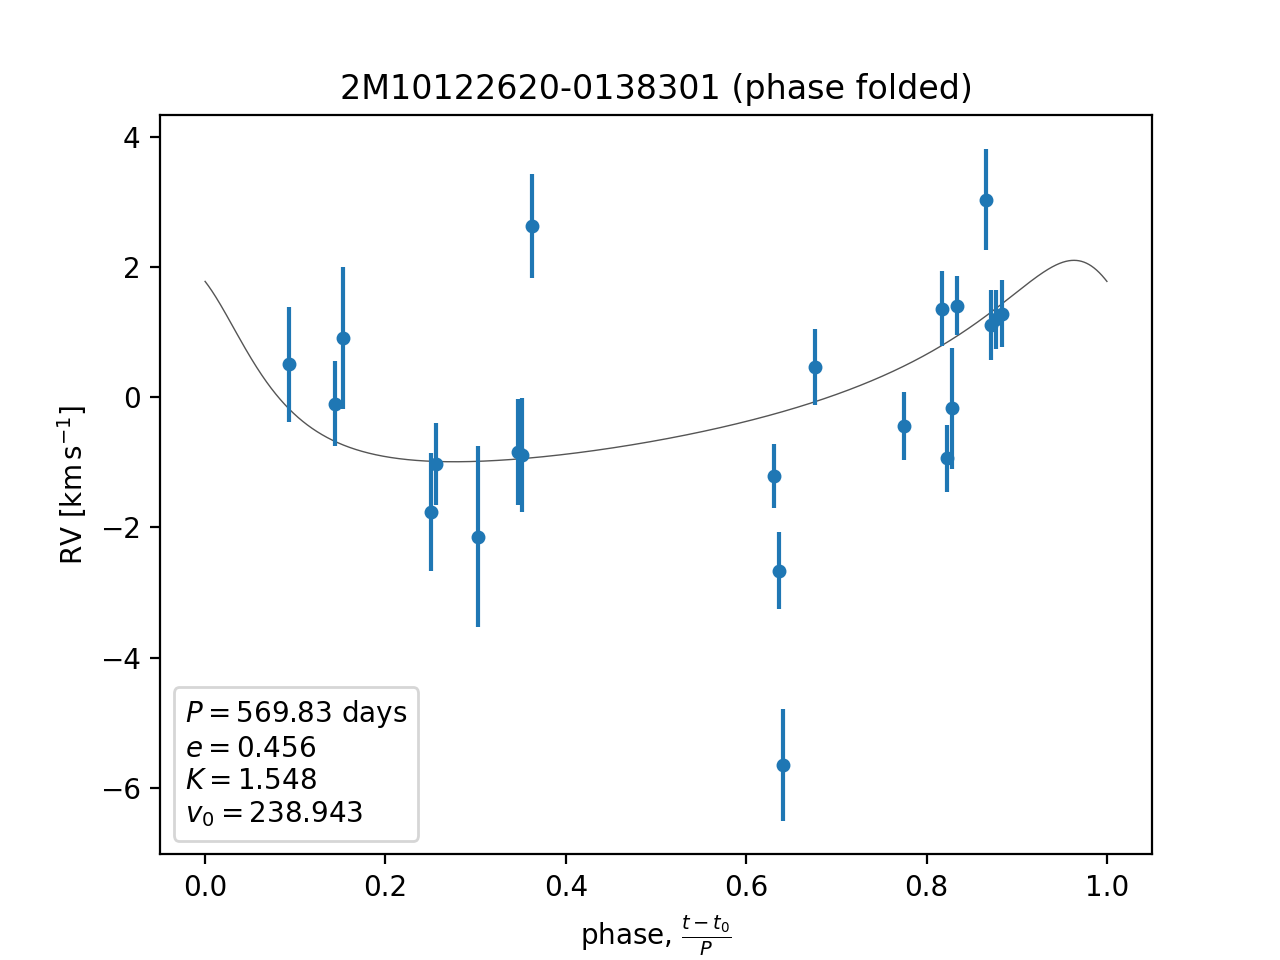 2M10122620-0138301 (phase folded)
4
2
0
−2
−4
−6
RV [km s⁻¹]
P = 569.83 days
e = 0.456
K = 1.548
v₀ = 238.943
0.0 0.2 0.4 0.6 0.8 1.0
phase, (t − t₀)/P